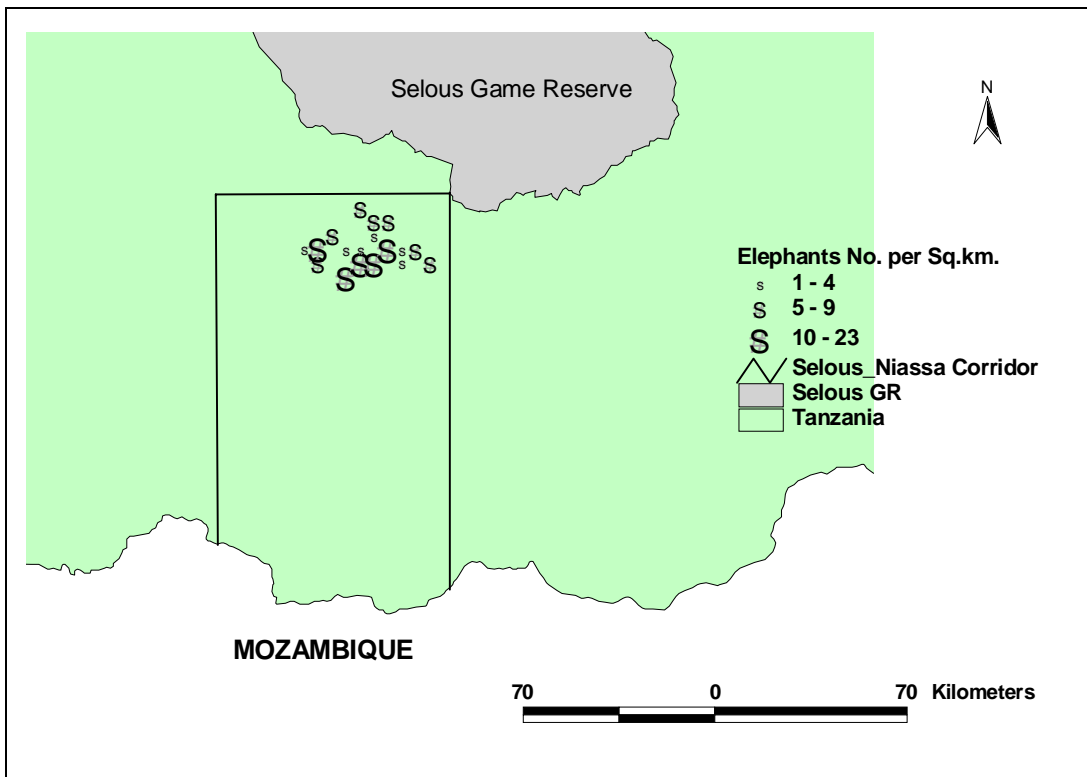 Selous Game Reserve
N
Elephants No. per Sq.km.
1 - 4
5 - 9
10 - 23
Selous_Niassa Corridor
Selous GR
Tanzania
MOZAMBIQUE
70 0 70 Kilometers